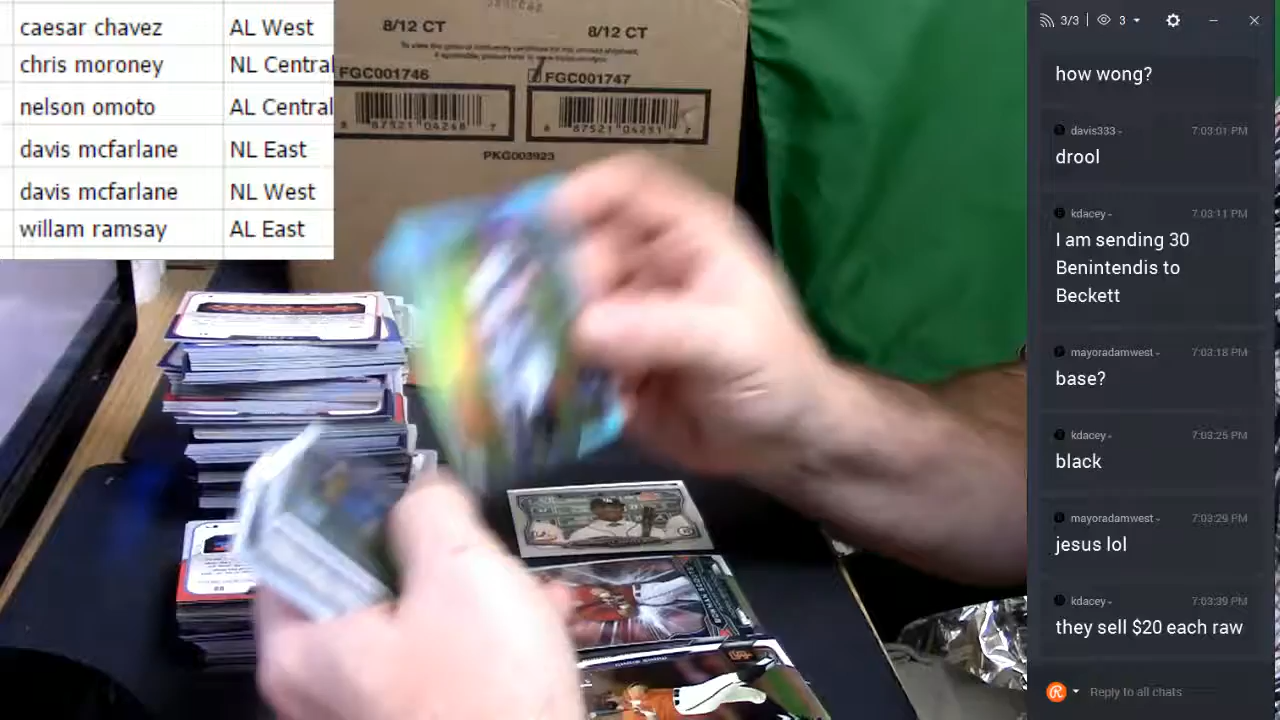 caesar chavez AL West
chris moroney NL Central
nelson omoto AL Central
davis mcfarlane NL East
davis mcfarlane NL West
willam ramsay AL East
8/12 CT 8/12 CT
FGC001746 FGC001747
PKG003923
3/3 3
how wong?
davis333 7:03:01 PM
drool
kdacey 7:03:11 PM
I am sending 30
Benintendis to
Beckett
mayoradamwest 7:03:18 PM
base?
kdacey 7:03:25 PM
black
mayoradamwest 7:03:29 PM
jesus lol
kdacey 7:03:39 PM
they sell $20 each raw
Reply to all chats